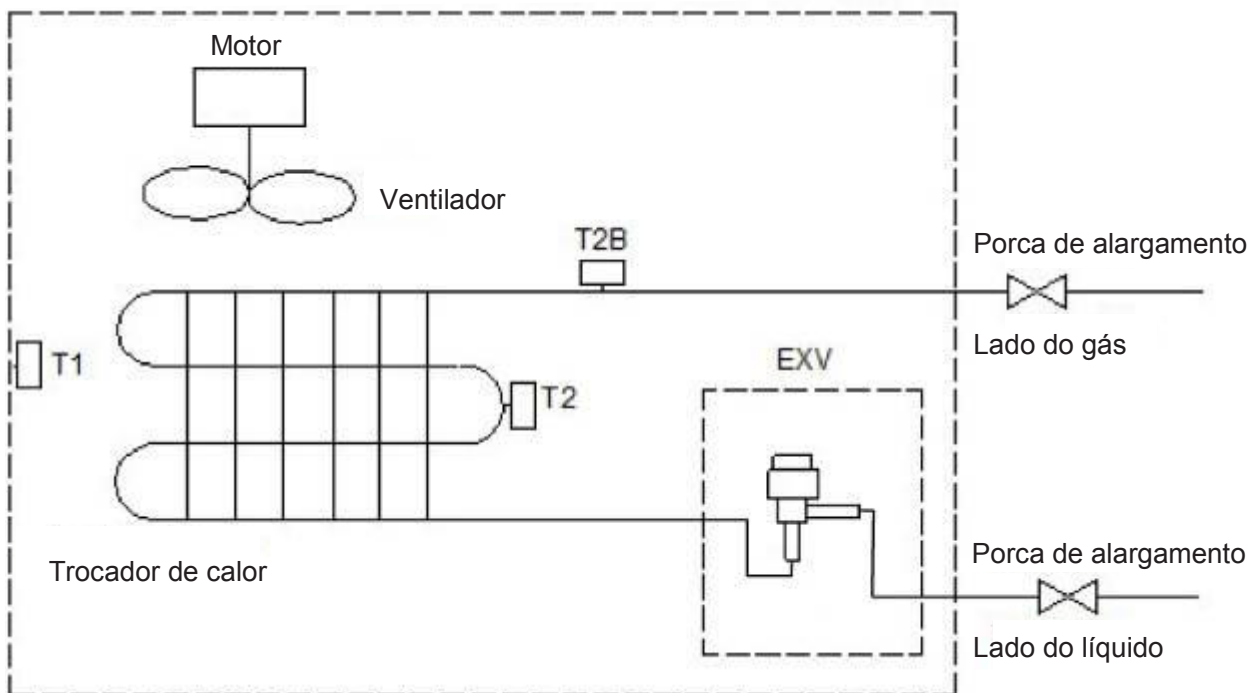 Motor
Ventilador
T2B
Porca de alargamento
Lado do gás
T1
T2
EXV
Trocador de calor
Porca de alargamento
Lado do líquido